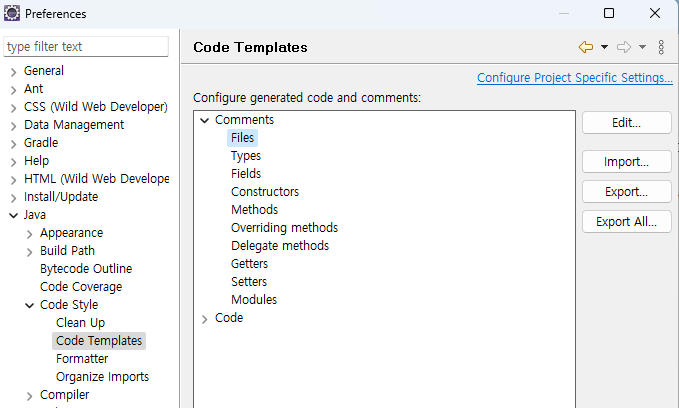 Preferences
type filter text
General
Ant
CSS (Wild Web Developer)
Data Management
Gradle
Help
HTML (Wild Web Develope
Install/Update
Java
Appearance
Build Path
Bytecode Outline
Code Coverage
Code Style
Clean Up
Code Templates
Formatter
Organize Imports
Compiler
Code Templates
Configure Project Specific Settings...
Configure generated code and comments:
Comments
Files
Types
Fields
Constructors
Methods
Overriding methods
Delegate methods
Getters
Setters
Modules
Code
Edit...
Import...
Export...
Export All...